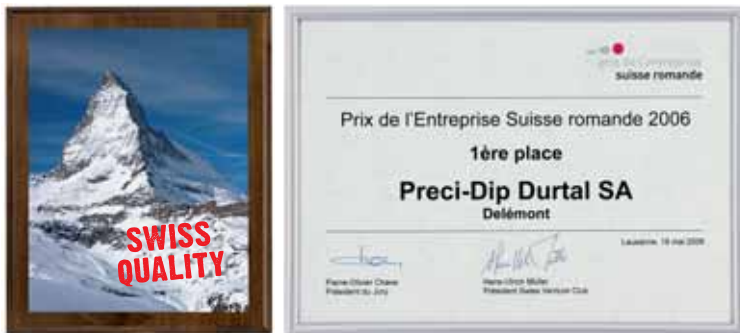 SWISS
QUALITY
prix de l'entreprise
suisse romande
Prix de l'Entreprise Suisse romande 2006
1ère place
Preci-Dip Durtal SA
Delémont
Lausanne, 16 mai 2006
Pierre-Olivier Chave
Président du Jury
Hans-Ulrich Müller
Président Swiss Venture Club